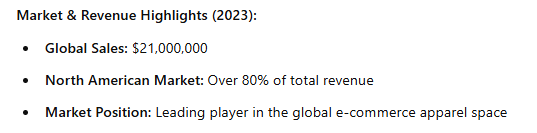 Market & Revenue Highlights (2023):
• Global Sales: $21,000,000
• North American Market: Over 80% of total revenue
• Market Position: Leading player in the global e-commerce apparel space